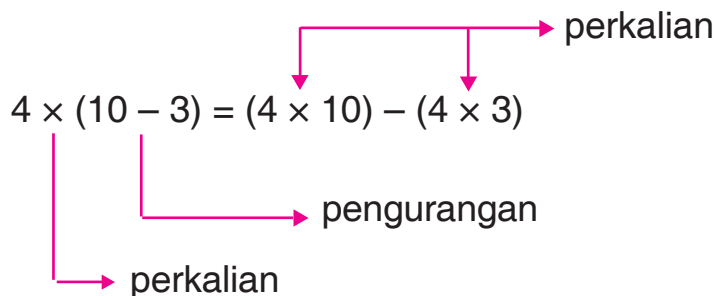 perkalian
4 × (10 – 3) = (4 × 10) – (4 × 3)
pengurangan
perkalian